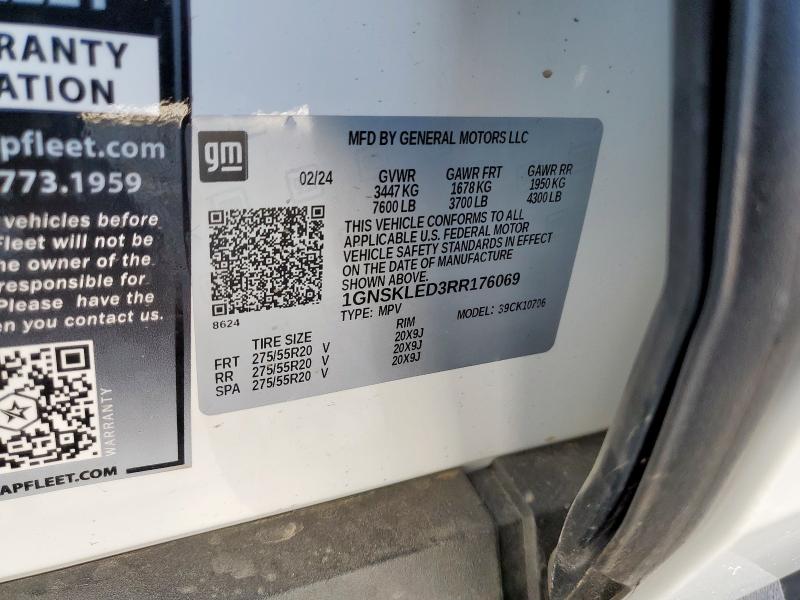 RANTY
ATION
pfleet.com
773.1959
vehicles before
Fleet will not be
he owner of the
responsible for
Please have the
en you contact us.
WARRANTY
APFLEET.COM
gm
MFD BY GENERAL MOTORS LLC
02/24
GVWR GAWR FRT GAWR RR
3447 KG 1678 KG 1950 KG
7600 LB 3700 LB 4300 LB
THIS VEHICLE CONFORMS TO ALL
APPLICABLE U.S. FEDERAL MOTOR
VEHICLE SAFETY STANDARDS IN EFFECT
ON THE DATE OF MANUFACTURE
SHOWN ABOVE.
1GNSKLED3RR176069
TYPE: MPV MODEL: S9CK10706
8624
TIRE SIZE RIM
FRT 275/55R20 V 20X9J
RR 275/55R20 V 20X9J
SPA 275/55R20 V 20X9J